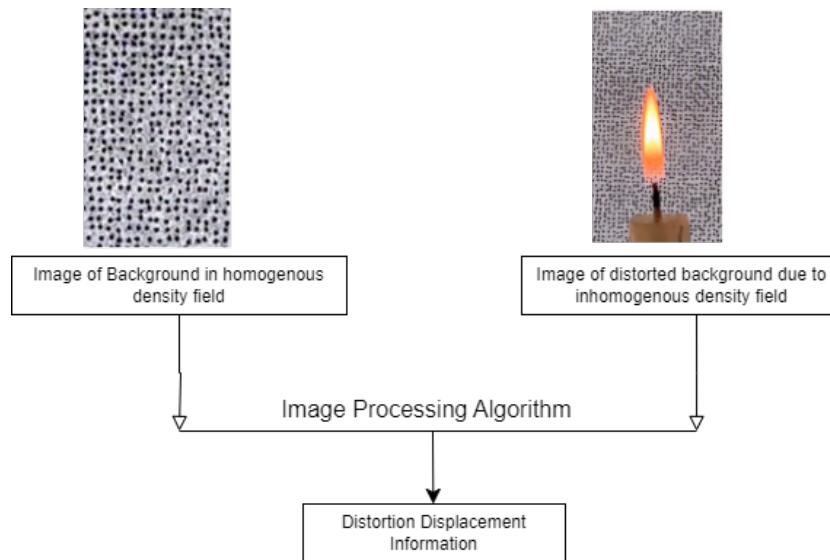 Image of Background in homogenous
density field
Image of distorted background due to
inhomogenous density field
Image Processing Algorithm
Distortion Displacement
Information